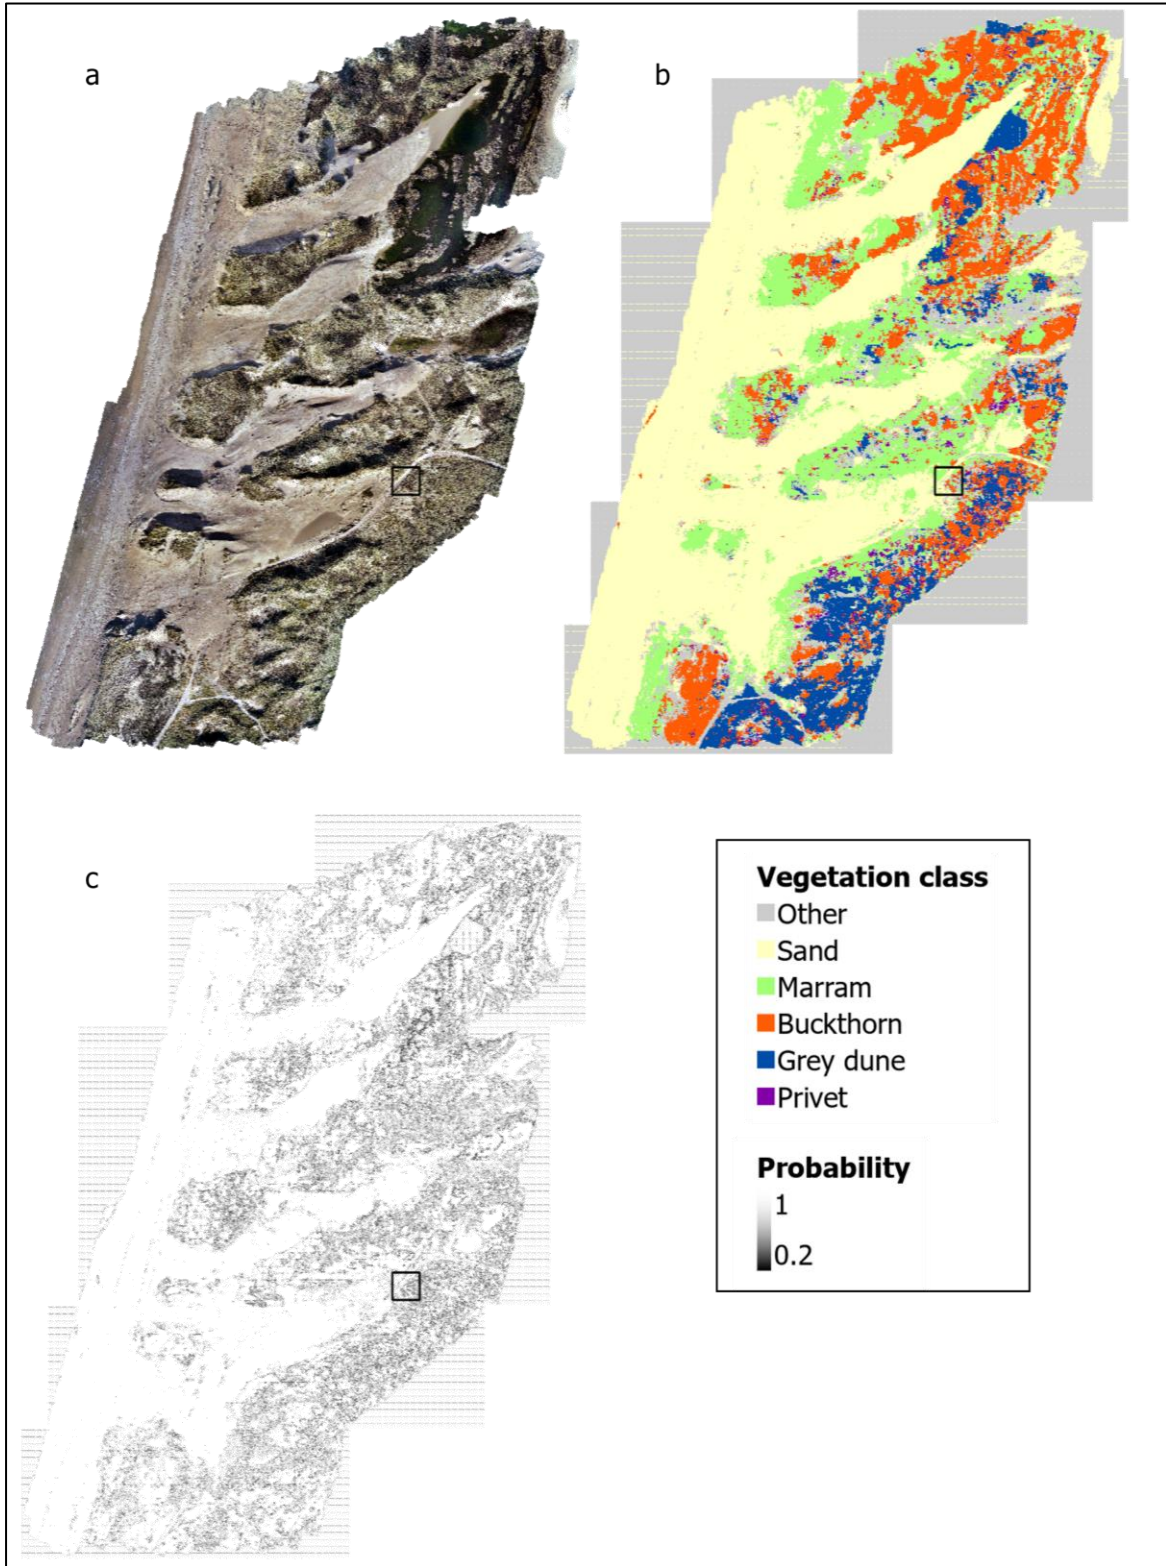 a
b
c
Vegetation class
Other
Sand
Marram
Buckthorn
Grey dune
Privet
Probability
1
0.2